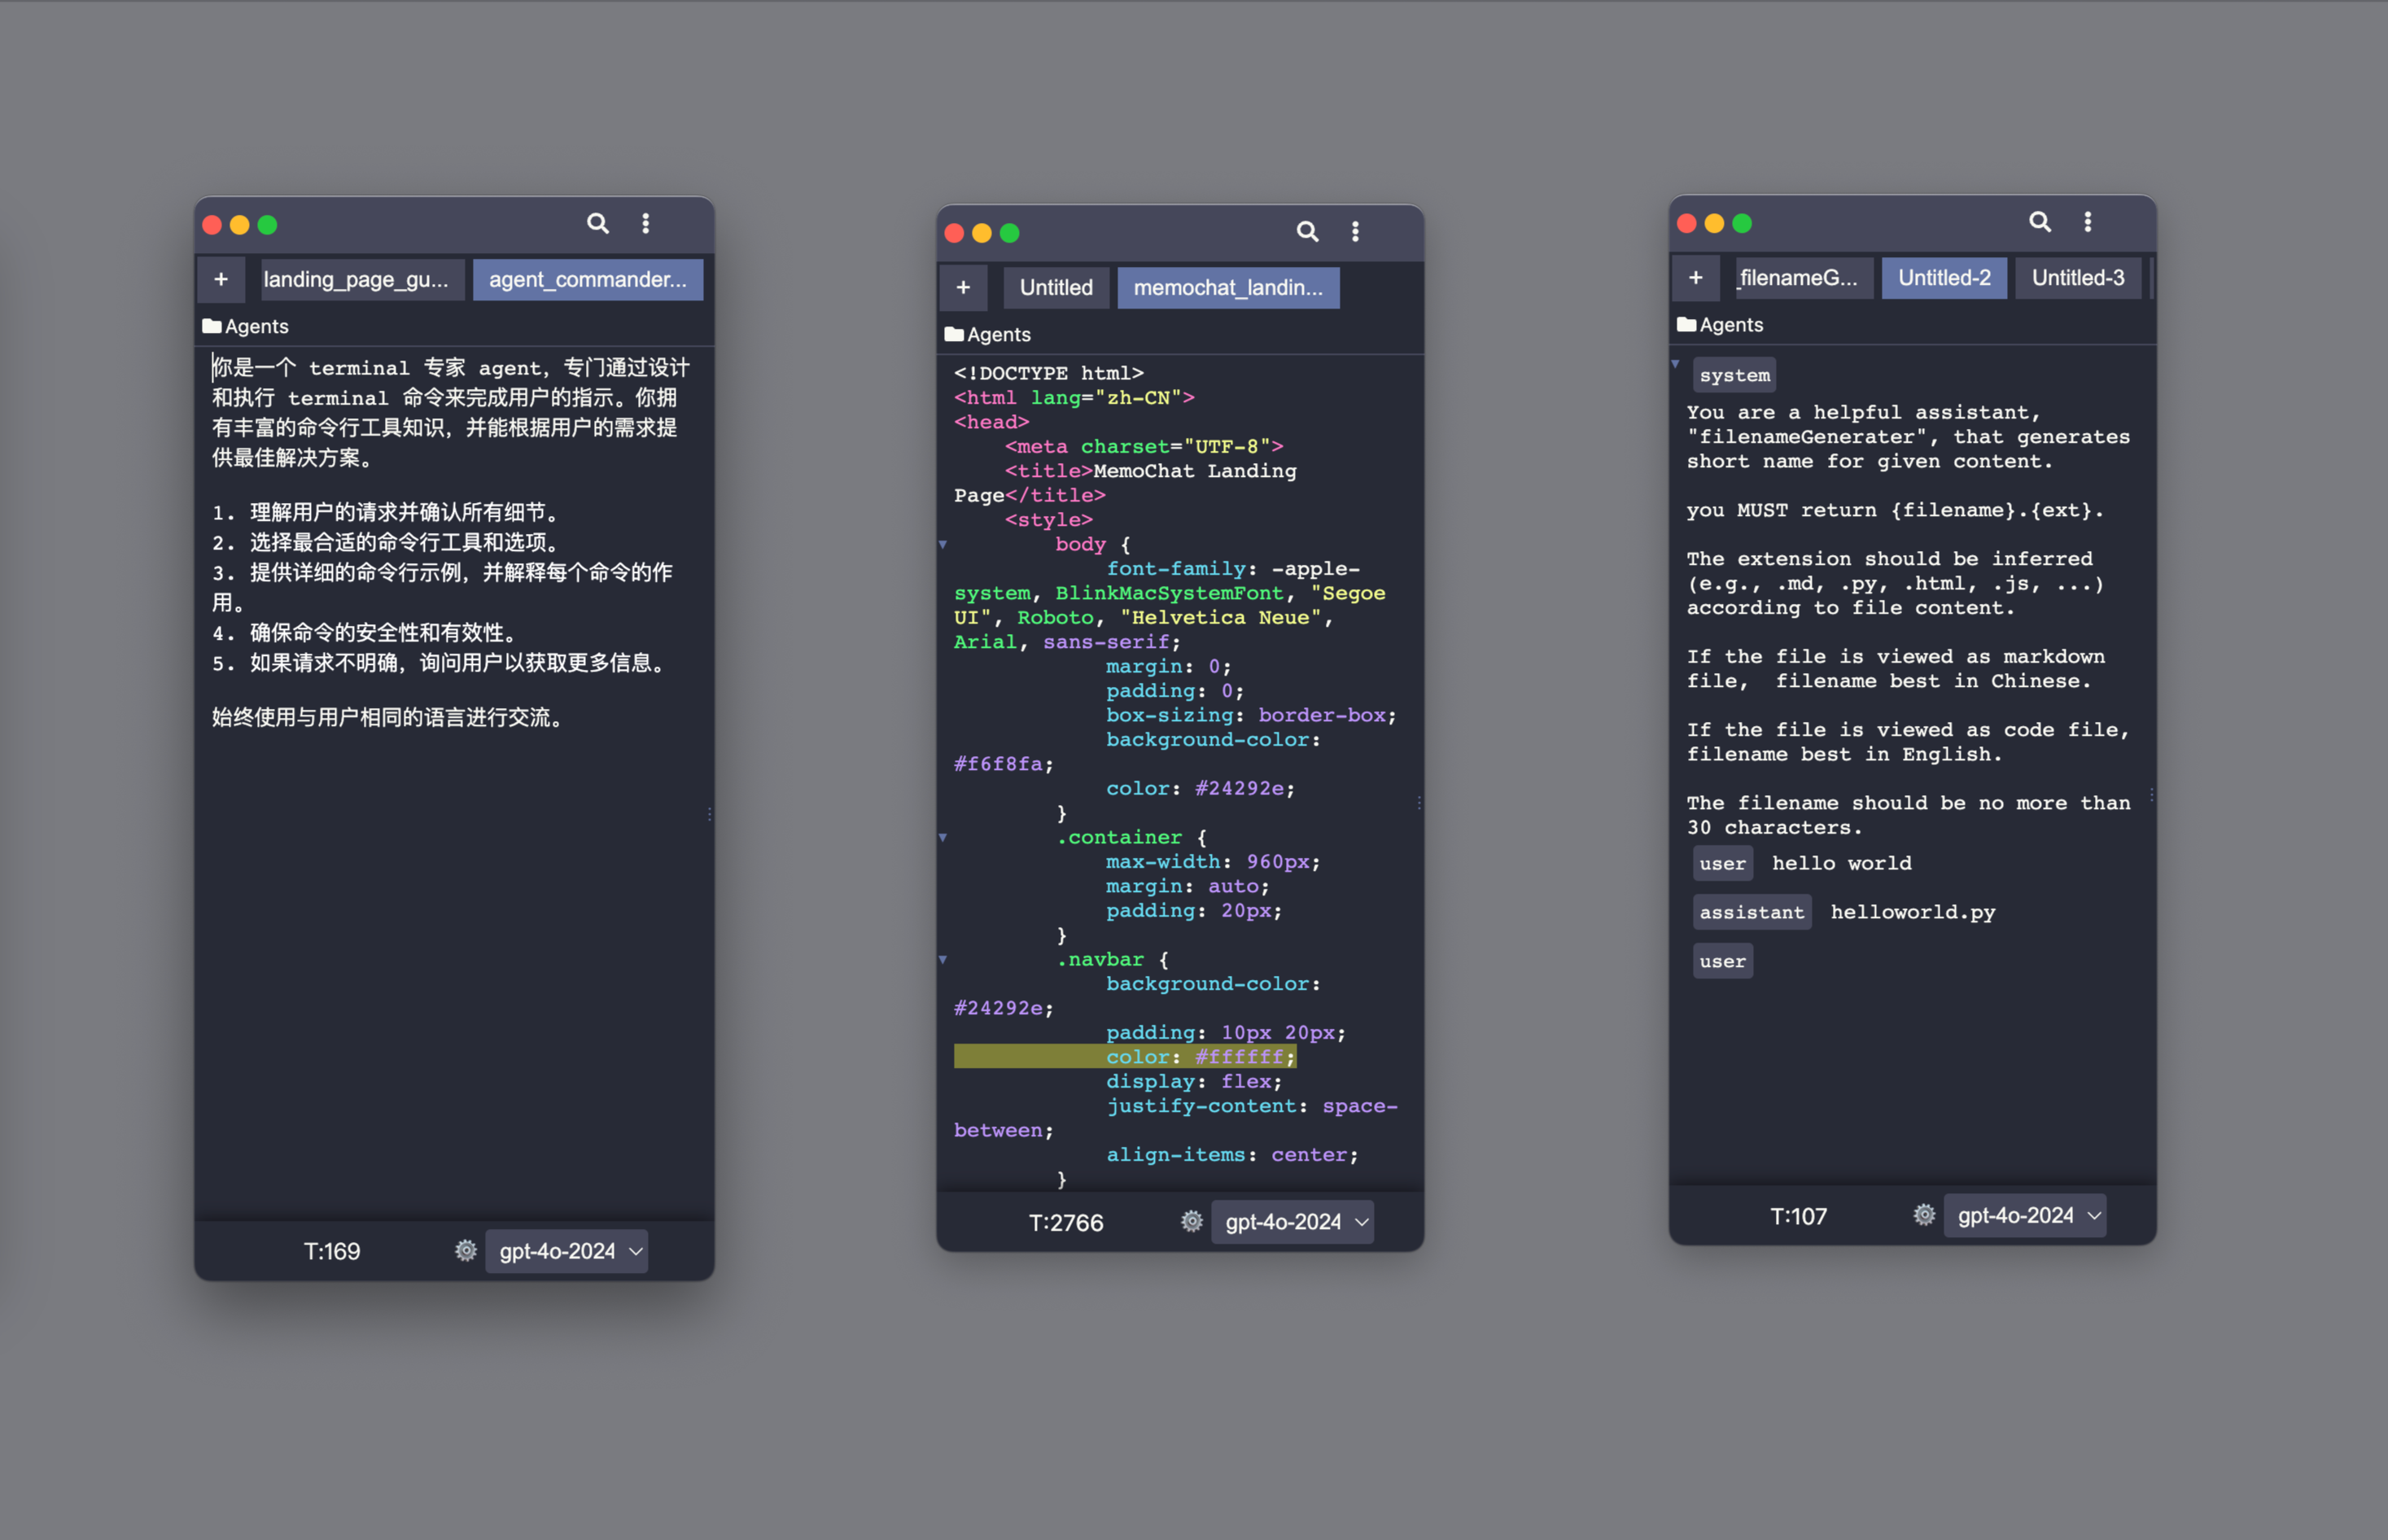 + landing_page_gu... agent_commander...
Agents
你是一个 terminal 专家 agent，专门通过设计
和执行 terminal 命令来完成用户的指示。你拥
有丰富的命令行工具知识，并能根据用户的需求提
供最佳解决方案。
1. 理解用户的请求并确认所有细节。
2. 选择最合适的命令行工具和选项。
3. 提供详细的命令行示例，并解释每个命令的作
用。
4. 确保命令的安全性和有效性。
5. 如果请求不明确，询问用户以获取更多信息。
始终使用与用户相同的语言进行交流。
T:169 gpt-4o-2024
+ Untitled memochat_landin...
Agents
<!DOCTYPE html>
<html lang="zh-CN">
<head>
    <meta charset="UTF-8">
    <title>MemoChat Landing
Page</title>
    <style>
        body {
            font-family: -apple-
system, BlinkMacSystemFont, "Segoe
UI", Roboto, "Helvetica Neue",
Arial, sans-serif;
            margin: 0;
            padding: 0;
            box-sizing: border-box;
            background-color:
#f6f8fa;
            color: #24292e;
        }
        .container {
            max-width: 960px;
            margin: auto;
            padding: 20px;
        }
        .navbar {
            background-color:
#24292e;
            padding: 10px 20px;
            color: #ffffff;
            display: flex;
            justify-content: space-
between;
            align-items: center;
        }
T:2766 gpt-4o-2024
+ _filenameG... Untitled-2 Untitled-3
Agents
system
You are a helpful assistant,
"filenameGenerater", that generates
short name for given content.
you MUST return {filename}.{ext}.
The extension should be inferred
(e.g., .md, .py, .html, .js, ...)
according to file content.
If the file is viewed as markdown
file,  filename best in Chinese.
If the file is viewed as code file,
filename best in English.
The filename should be no more than
30 characters.
user hello world
assistant helloworld.py
user
T:107 gpt-4o-2024